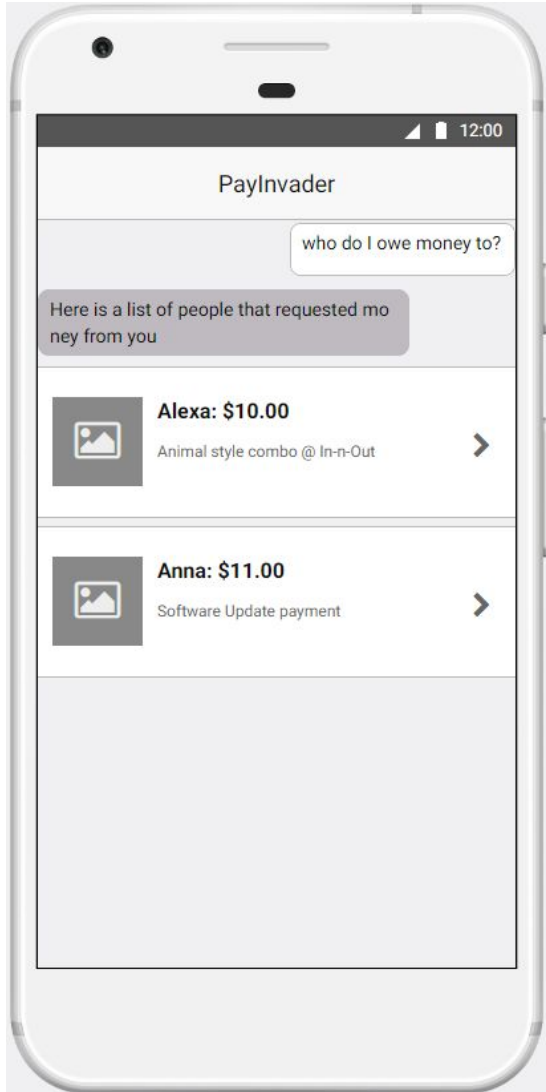 12:00
PayInvader
who do I owe money to?
Here is a list of people that requested mo
ney from you
Alexa: $10.00
Animal style combo @ In-n-Out
Anna: $11.00
Software Update payment